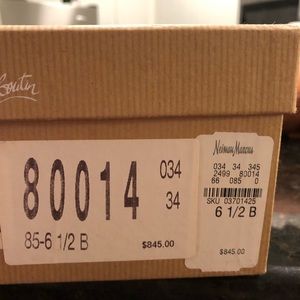 boutin
80014
034
34
85-6 1/2 B
$845.00
Neiman Marcus
034 34 345
2499 80014
66 085 0
SKU 03701425
6 1/2 B
$845.00